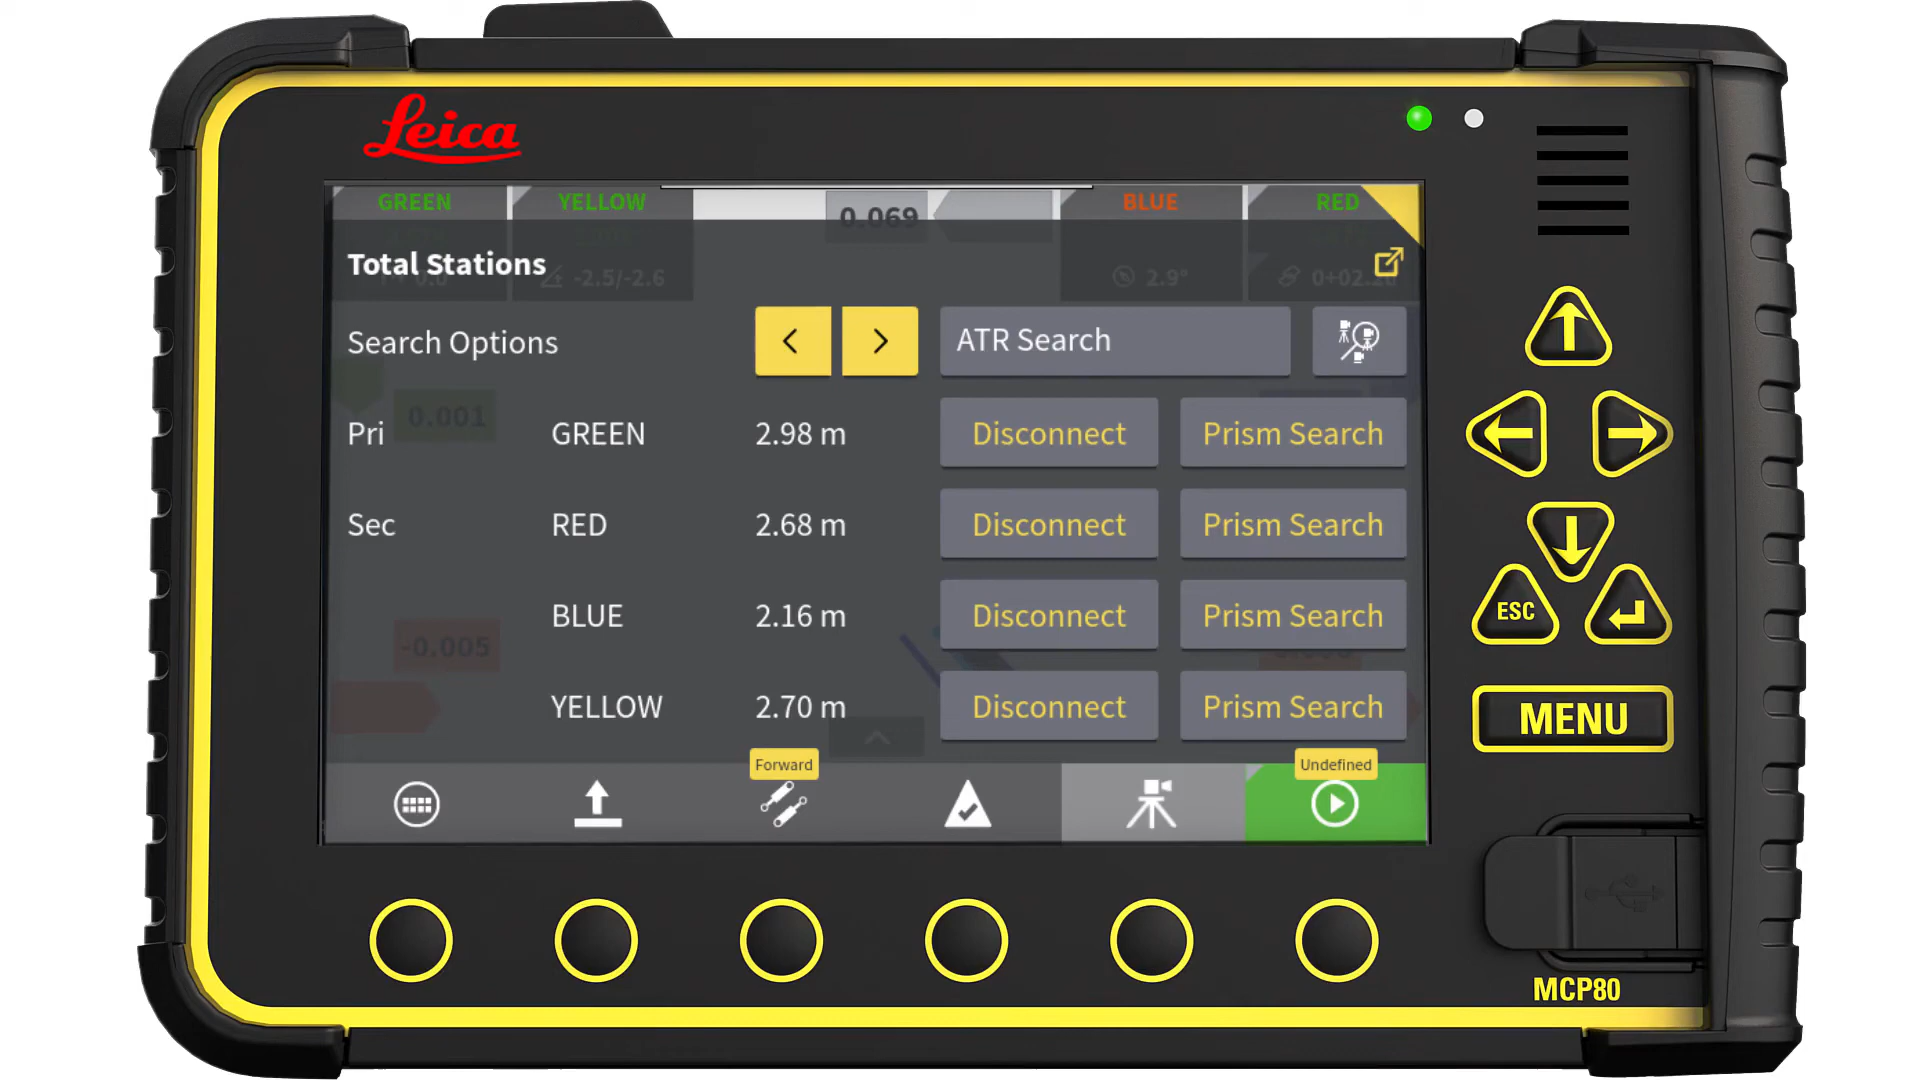 Leica
GREEN YELLOW 0.069 BLUE RED
Total Stations
-2.5/-2.6 2.9°
Search Options < > ATR Search
0.001
Pri GREEN 2.98 m Disconnect Prism Search
Sec RED 2.68 m Disconnect Prism Search
BLUE 2.16 m Disconnect Prism Search
-0.005
YELLOW 2.70 m Disconnect Prism Search
Forward Undefined
ESC
MENU
MCP80